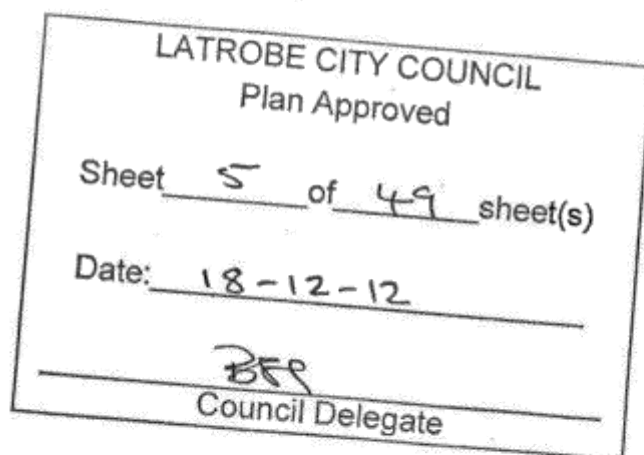 LATROBE CITY COUNCIL
Plan Approved
Sheet 5 of 49 sheet(s)
Date: 18-12-12
Council Delegate